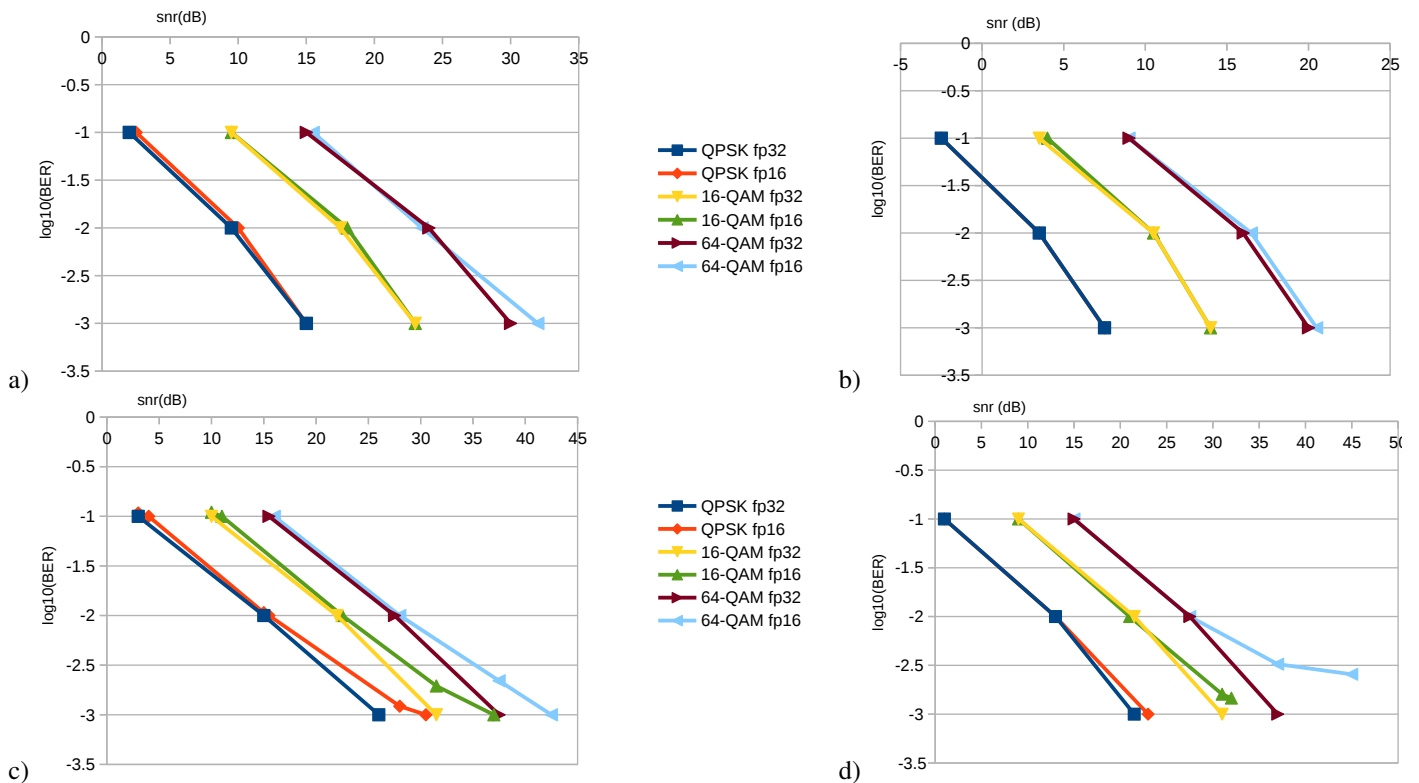 snr(dB)
0
0 5 10 15 20 25 30 35
-0.5
-1
-1.5
-2
-2.5
-3
-3.5
log10(BER)
a)
QPSK fp32
QPSK fp16
16-QAM fp32
16-QAM fp16
64-QAM fp32
64-QAM fp16
snr (dB)
0
-5 0 5 10 15 20 25
-0.5
-1
-1.5
-2
-2.5
-3
-3.5
log10(BER)
b)
snr(dB)
0
0 5 10 15 20 25 30 35 40 45
-0.5
-1
-1.5
-2
-2.5
-3
-3.5
log10(BER)
c)
QPSK fp32
QPSK fp16
16-QAM fp32
16-QAM fp16
64-QAM fp32
64-QAM fp16
snr (dB)
0
0 5 10 15 20 25 30 35 40 45 50
-0.5
-1
-1.5
-2
-2.5
-3
-3.5
log10(BER)
d)